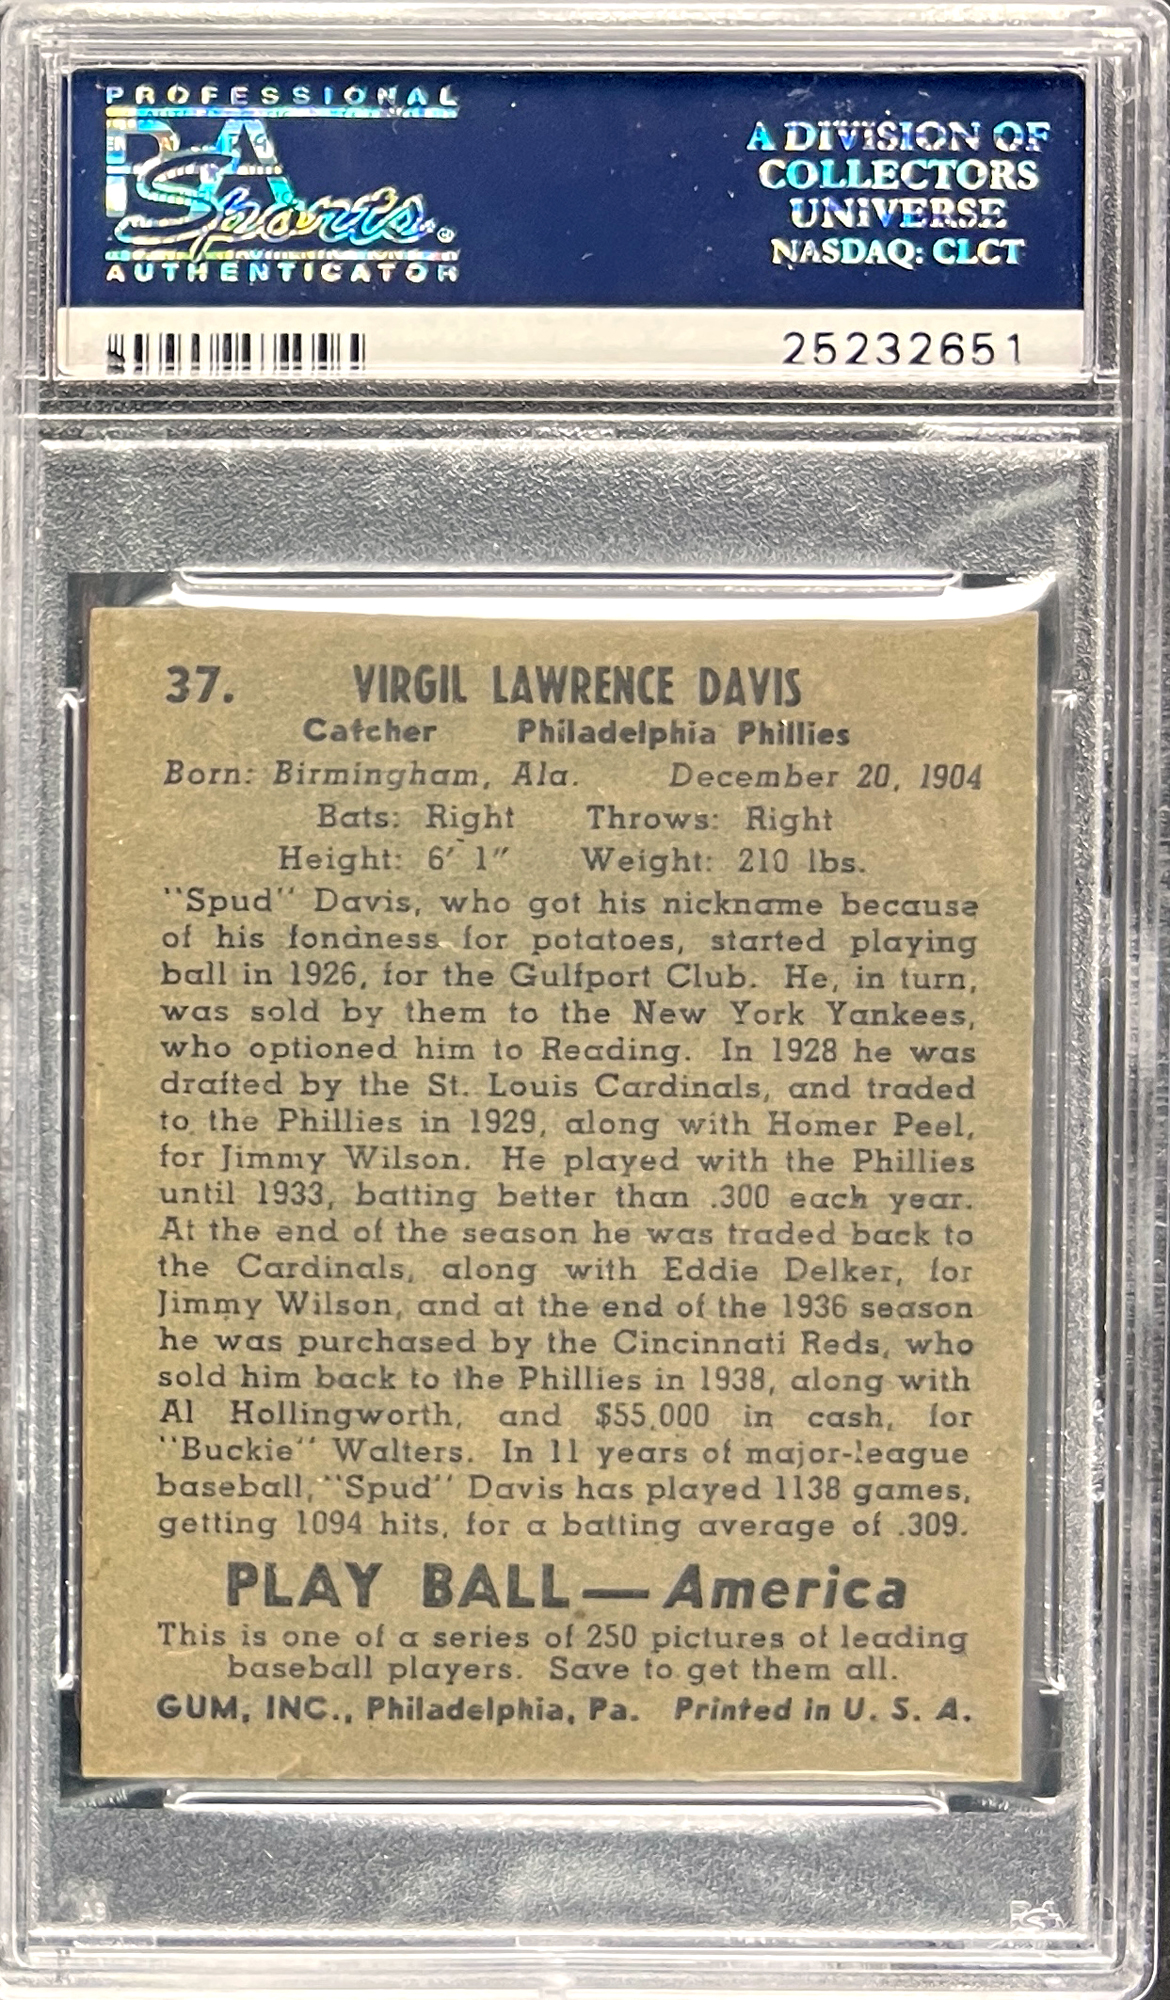 PROFESSIONAL
PSA
Sports®
AUTHENTICATOR
A DIVISION OF
COLLECTORS
UNIVERSE
NASDAQ: CLCT
25232651
37. VIRGIL LAWRENCE DAVIS
Catcher Philadelphia Phillies
Born: Birmingham, Ala. December 20, 1904
Bats: Right Throws: Right
Height: 6' 1" Weight: 210 lbs.
"Spud" Davis, who got his nickname because
of his fondness for potatoes, started playing
ball in 1926, for the Gulfport Club. He, in turn,
was sold by them to the New York Yankees,
who optioned him to Reading. In 1928 he was
drafted by the St. Louis Cardinals, and traded
to the Phillies in 1929, along with Homer Peel,
for Jimmy Wilson. He played with the Phillies
until 1933, batting better than .300 each year.
At the end of the season he was traded back to
the Cardinals, along with Eddie Delker, for
Jimmy Wilson, and at the end of the 1936 season
he was purchased by the Cincinnati Reds, who
sold him back to the Phillies in 1938, along with
Al Hollingworth, and $55,000 in cash, for
"Buckie" Walters. In 11 years of major-league
baseball, "Spud" Davis has played 1138 games,
getting 1094 hits, for a batting average of .309.
PLAY BALL—America
This is one of a series of 250 pictures of leading
baseball players. Save to get them all.
GUM, INC., Philadelphia, Pa. Printed in U. S. A.
PSA